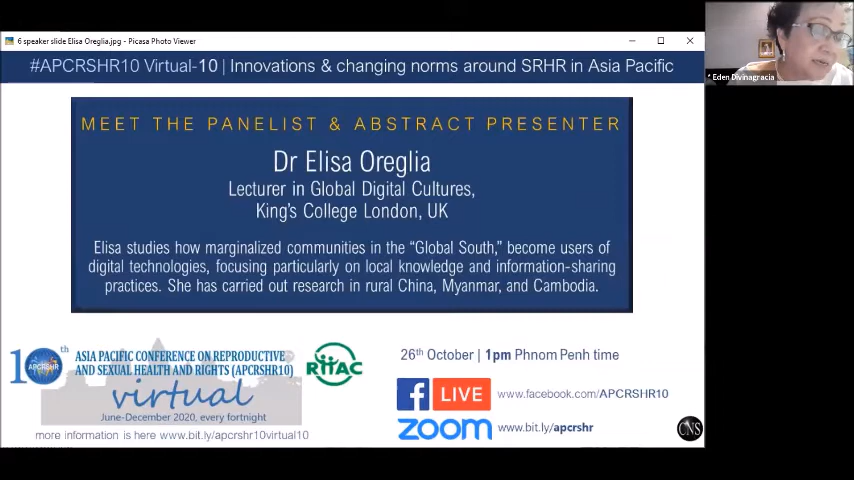 6 speaker slide Elisa Oreglia.jpg - Picasa Photo Viewer
#APCRSHR10 Virtual-10 | Innovations & changing norms around SRHR in Asia Pacific
Eden Divinagracia
MEET THE PANELIST & ABSTRACT PRESENTER
Dr Elisa Oreglia
Lecturer in Global Digital Cultures,
King's College London, UK
Elisa studies how marginalized communities in the “Global South,” become users of
digital technologies, focusing particularly on local knowledge and information-sharing
practices. She has carried out research in rural China, Myanmar, and Cambodia.
10th
APCRSHR
ASIA PACIFIC CONFERENCE ON REPRODUCTIVE
AND SEXUAL HEALTH AND RIGHTS (APCRSHR10)
virtual
June-December 2020, every fortnight
more information is here www.bit.ly/apcrshr10virtual10
26th October | 1pm Phnom Penh time
f LIVE www.facebook.com/APCRSHR10
zoom www.bit.ly/apcrshr
CNS